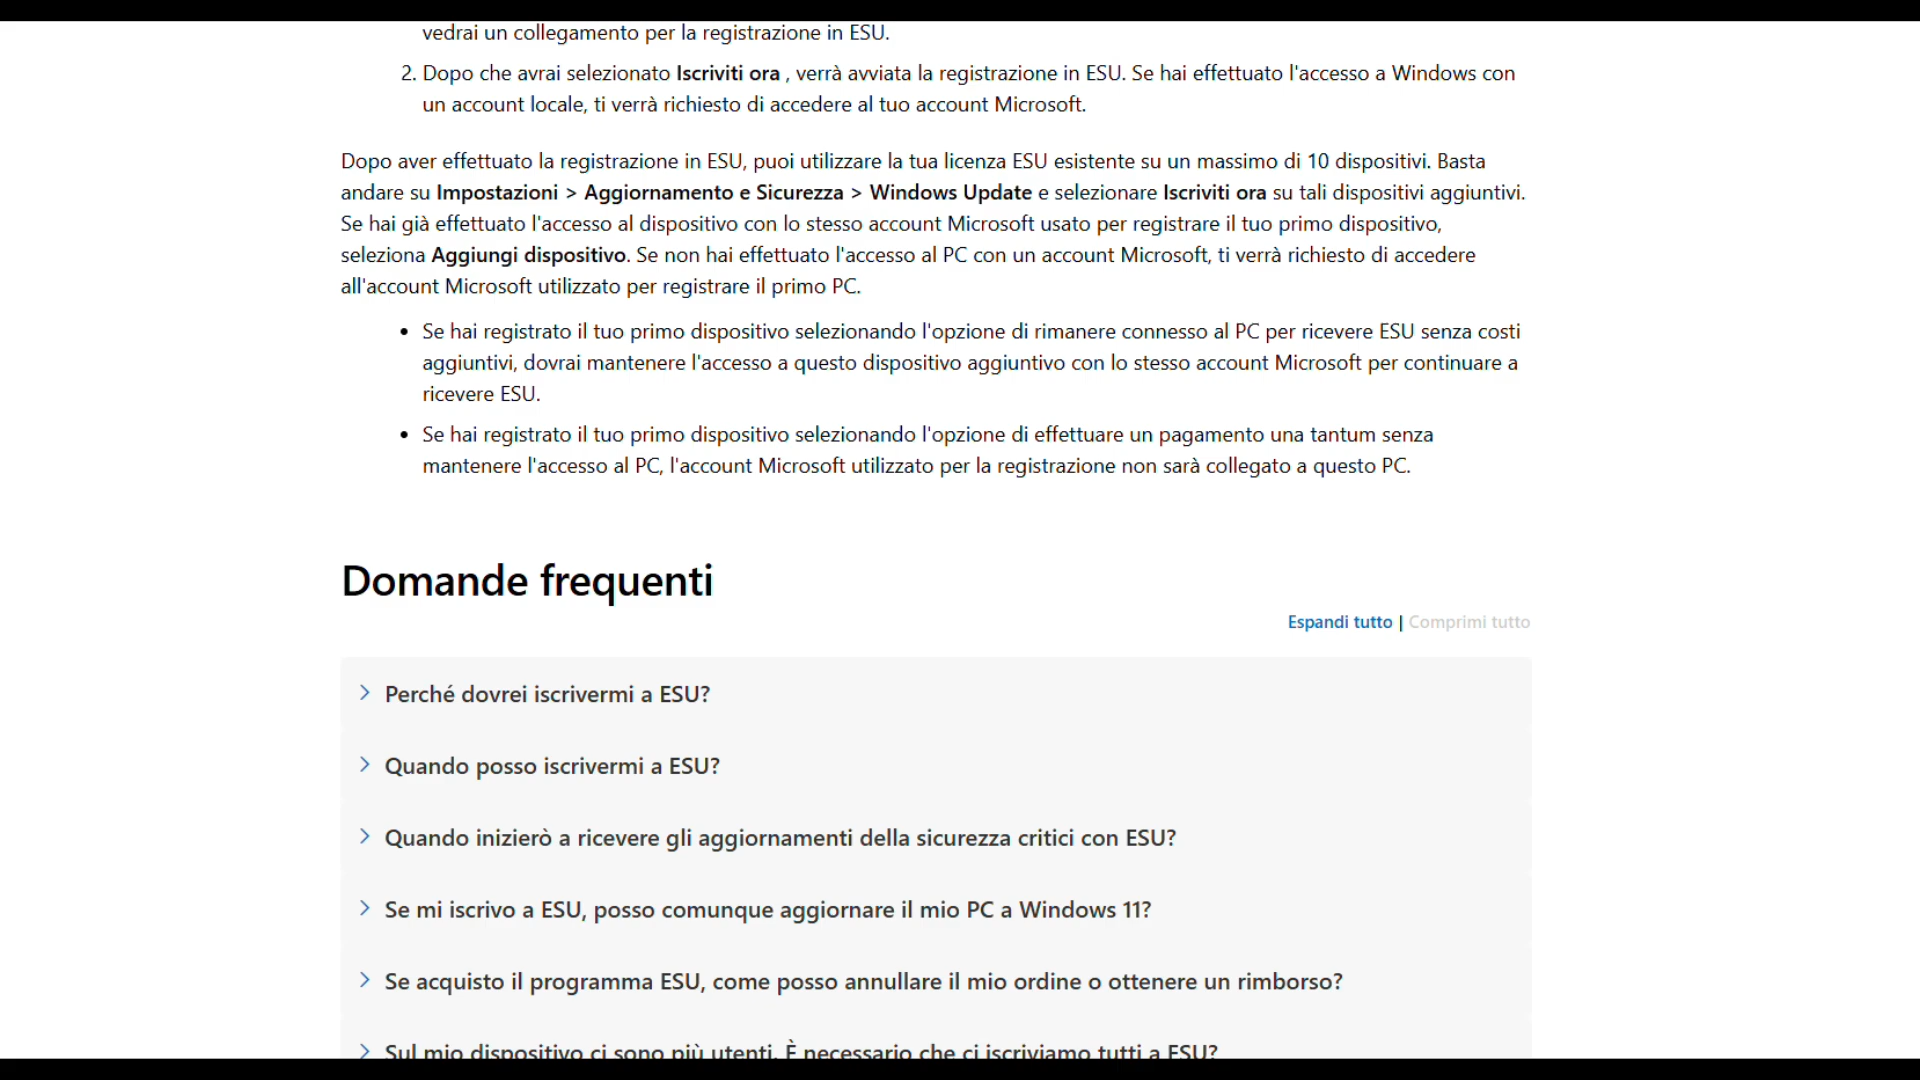 vedrai un collegamento per la registrazione in ESU.
2. Dopo che avrai selezionato Iscriviti ora , verrà avviata la registrazione in ESU. Se hai effettuato l'accesso a Windows con
un account locale, ti verrà richiesto di accedere al tuo account Microsoft.
Dopo aver effettuato la registrazione in ESU, puoi utilizzare la tua licenza ESU esistente su un massimo di 10 dispositivi. Basta
andare su Impostazioni > Aggiornamento e Sicurezza > Windows Update e selezionare Iscriviti ora su tali dispositivi aggiuntivi.
Se hai già effettuato l'accesso al dispositivo con lo stesso account Microsoft usato per registrare il tuo primo dispositivo,
seleziona Aggiungi dispositivo. Se non hai effettuato l'accesso al PC con un account Microsoft, ti verrà richiesto di accedere
all'account Microsoft utilizzato per registrare il primo PC.
• Se hai registrato il tuo primo dispositivo selezionando l'opzione di rimanere connesso al PC per ricevere ESU senza costi
aggiuntivi, dovrai mantenere l'accesso a questo dispositivo aggiuntivo con lo stesso account Microsoft per continuare a
ricevere ESU.
• Se hai registrato il tuo primo dispositivo selezionando l'opzione di effettuare un pagamento una tantum senza
mantenere l'accesso al PC, l'account Microsoft utilizzato per la registrazione non sarà collegato a questo PC.
Domande frequenti
Espandi tutto | Comprimi tutto
Perché dovrei iscrivermi a ESU?
Quando posso iscrivermi a ESU?
Quando inizierò a ricevere gli aggiornamenti della sicurezza critici con ESU?
Se mi iscrivo a ESU, posso comunque aggiornare il mio PC a Windows 11?
Se acquisto il programma ESU, come posso annullare il mio ordine o ottenere un rimborso?
Sul mio dispositivo ci sono più utenti. È necessario che ci iscriviamo tutti a ESU?